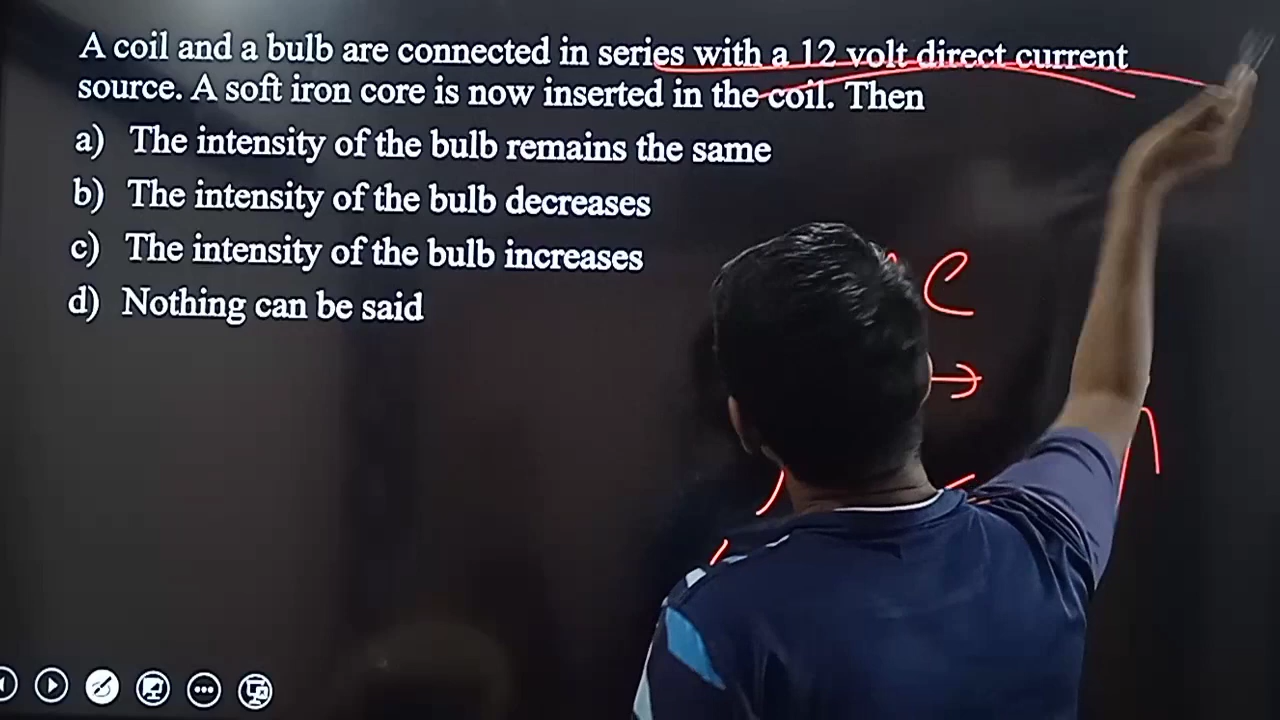 A coil and a bulb are connected in series with a 12 volt direct current
source. A soft iron core is now inserted in the coil. Then
a) The intensity of the bulb remains the same
b) The intensity of the bulb decreases
c) The intensity of the bulb increases
d) Nothing can be said